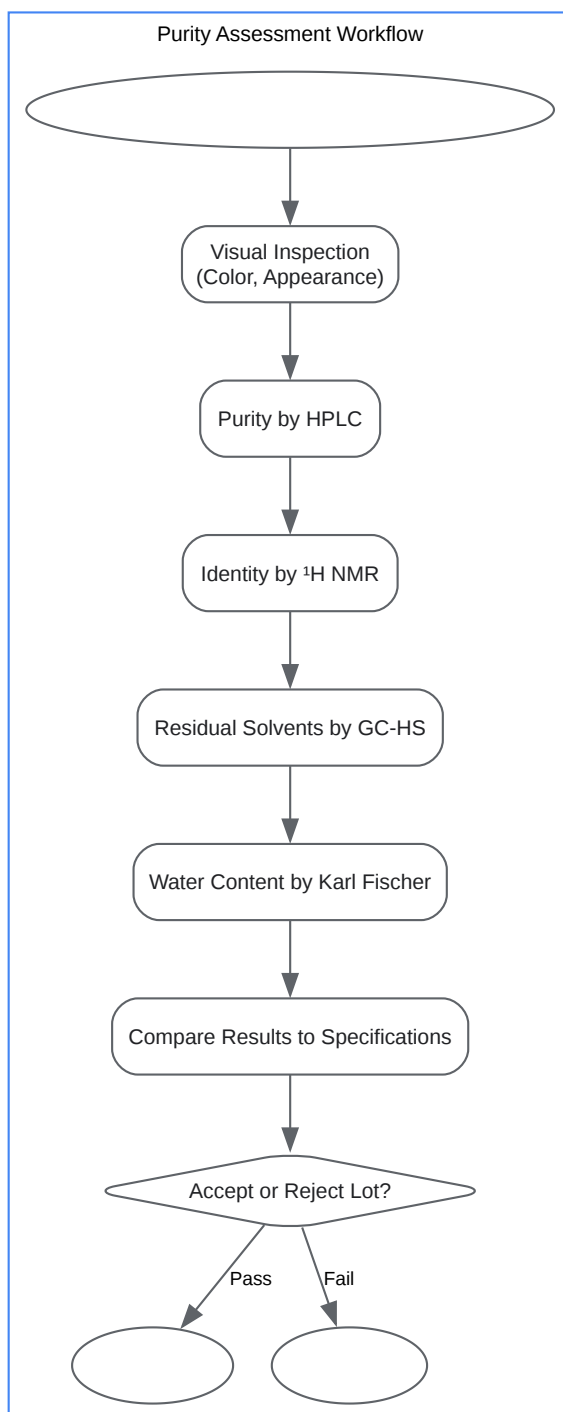 Purity Assessment Workflow
Visual Inspection
(Color, Appearance)
Purity by HPLC
Identity by ¹H NMR
Residual Solvents by GC-HS
Water Content by Karl Fischer
Compare Results to Specifications
Accept or Reject Lot?
Pass
Fail